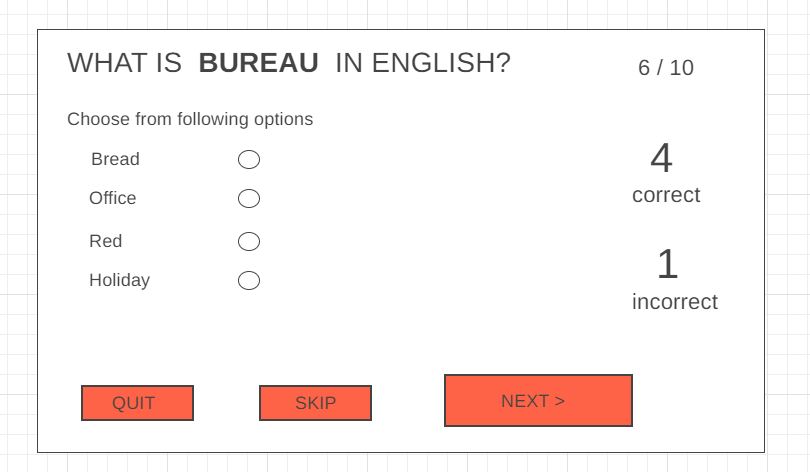 WHAT IS BUREAU IN ENGLISH?
6 / 10
Choose from following options
Bread
Office
Red
Holiday
4
correct
1
incorrect
QUIT
SKIP
NEXT >